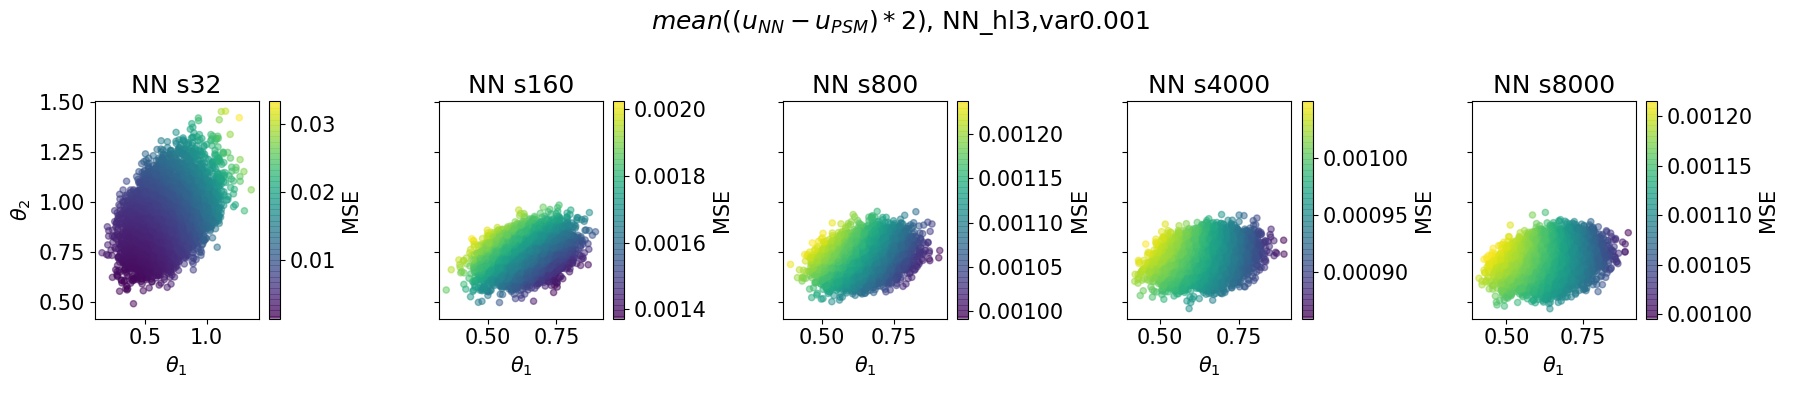 mean((u_NN − u_PSM) * 2), NN_hl3,var0.001
NN s32
NN s160
NN s800
NN s4000
NN s8000
1.50
1.25
1.00
0.75
0.50
θ₂
0.5 1.0
θ₁
0.03
0.02
0.01
MSE
0.50 0.75
θ₁
0.0020
0.0018
0.0016
0.0014
MSE
0.50 0.75
θ₁
0.00120
0.00115
0.00110
0.00105
0.00100
MSE
0.50 0.75
θ₁
0.00100
0.00095
0.00090
MSE
0.50 0.75
θ₁
0.00120
0.00115
0.00110
0.00105
0.00100
MSE